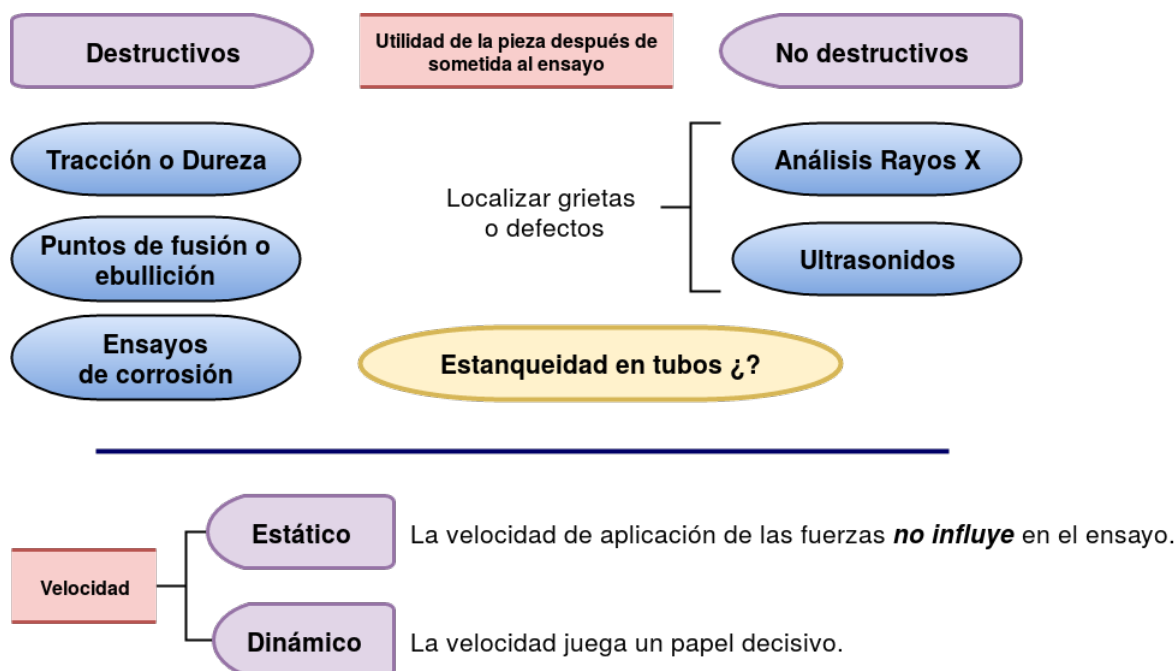 Destructivos
Utilidad de la pieza después de
sometida al ensayo
No destructivos
Tracción o Dureza
Puntos de fusión o
ebullición
Ensayos
de corrosión
Localizar grietas
o defectos
Análisis Rayos X
Ultrasonidos
Estanqueidad en tubos ¿?
Velocidad
Estático
La velocidad de aplicación de las fuerzas no influye en el ensayo.
Dinámico
La velocidad juega un papel decisivo.